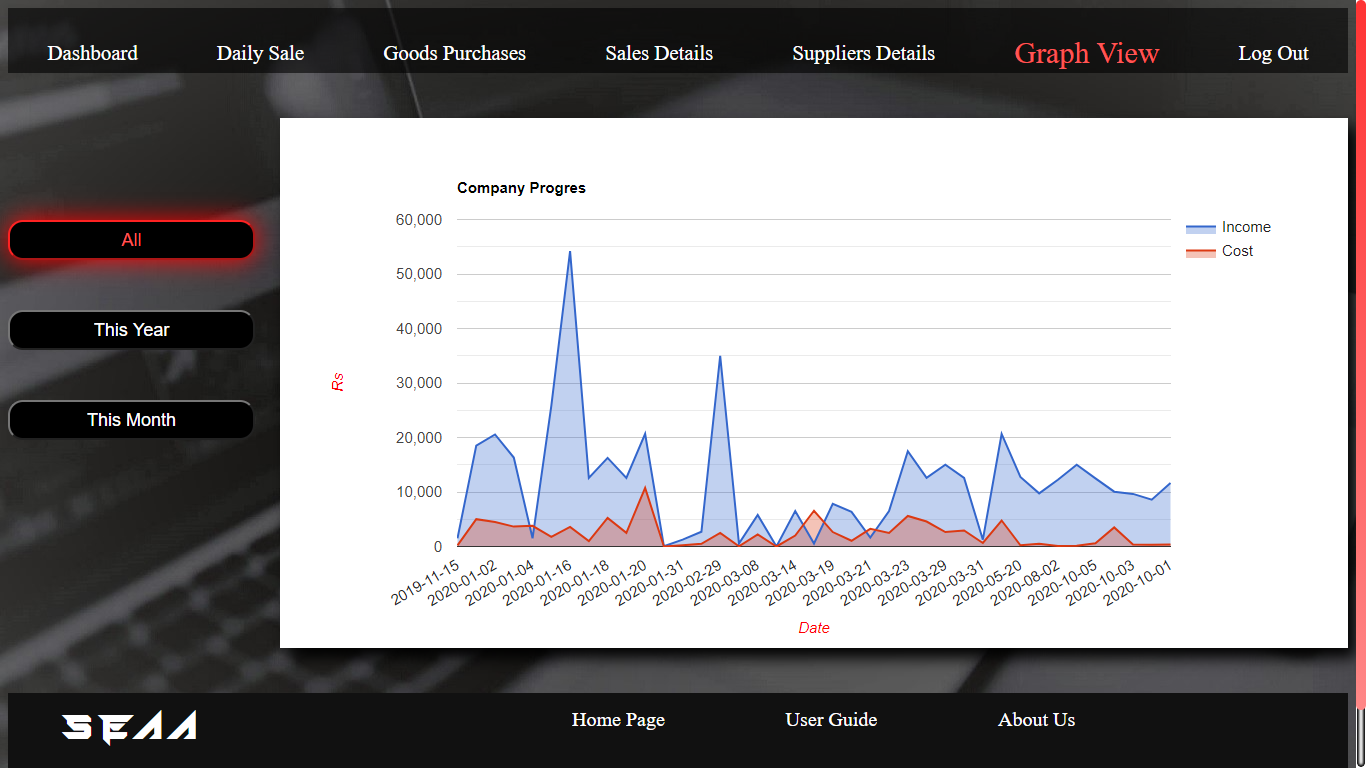 Dashboard Daily Sale Goods Purchases Sales Details Suppliers Details Graph View Log Out
All
This Year
This Month
Company Progres
Income
Cost
60,000
50,000
40,000
30,000
20,000
10,000
0
Rs
2019-11-15 2020-01-02 2020-01-04 2020-01-16 2020-01-18 2020-01-20 2020-01-31 2020-02-29 2020-03-08 2020-03-14 2020-03-19 2020-03-21 2020-03-23 2020-03-29 2020-03-31 2020-05-20 2020-08-02 2020-10-05 2020-10-03 2020-10-01
Date
SEAA Home Page User Guide About Us